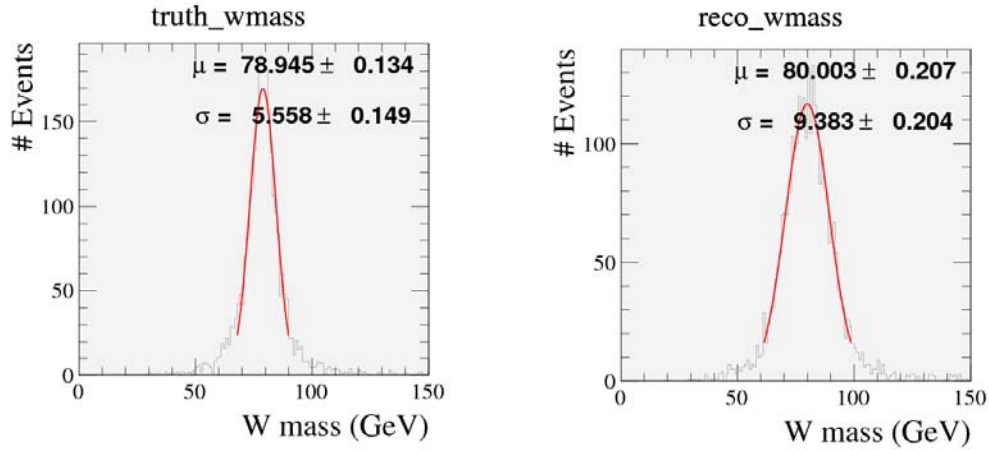 truth_wmass
# Events
μ = 78.945 ± 0.134
σ = 5.558 ± 0.149
150
100
50
0
0 50 100 150
W mass (GeV)
reco_wmass
# Events
μ = 80.003 ± 0.207
σ = 9.383 ± 0.204
100
50
0
0 50 100 150
W mass (GeV)